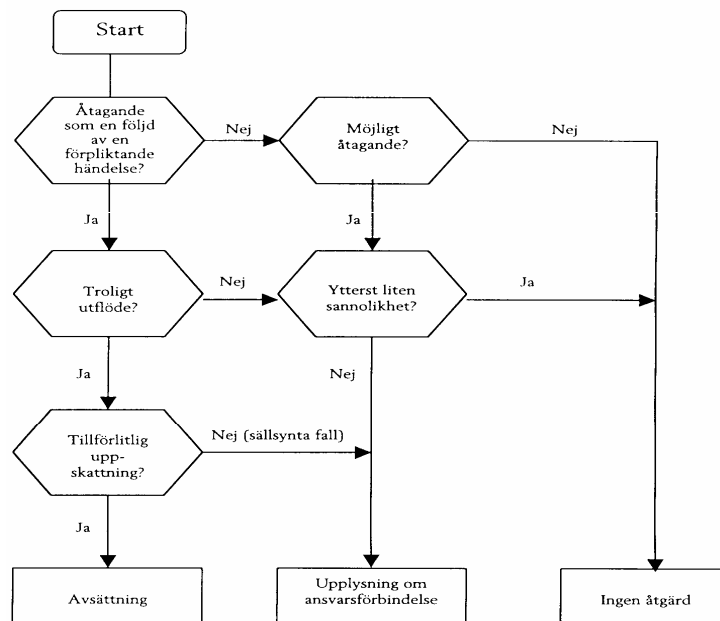 Start
Åtagande
som en följd
av en
förpliktande
händelse?
Nej
Möjligt
åtagande?
Nej
Ja
Ja
Troligt
utflöde?
Nej
Ytterst liten
sannolikhet?
Ja
Ja
Nej
Tillförlitlig
upp-
skattning?
Nej (sällsynta fall)
Ja
Avsättning
Upplysning om
ansvarsförbindelse
Ingen åtgärd